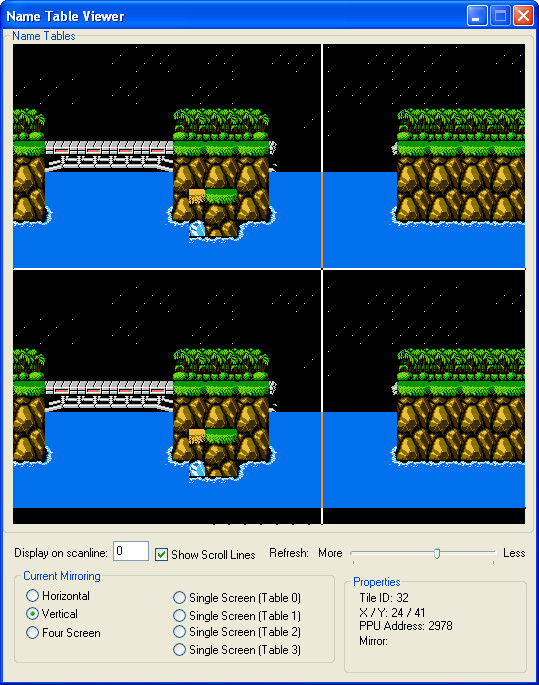 Name Table Viewer
Name Tables
Display on scanline: 0 Show Scroll Lines Refresh: More Less
Current Mirroring
Horizontal
Vertical
Four Screen
Single Screen (Table 0)
Single Screen (Table 1)
Single Screen (Table 2)
Single Screen (Table 3)
Properties
Tile ID: 32
X / Y: 24 / 41
PPU Address: 2978
Mirror: